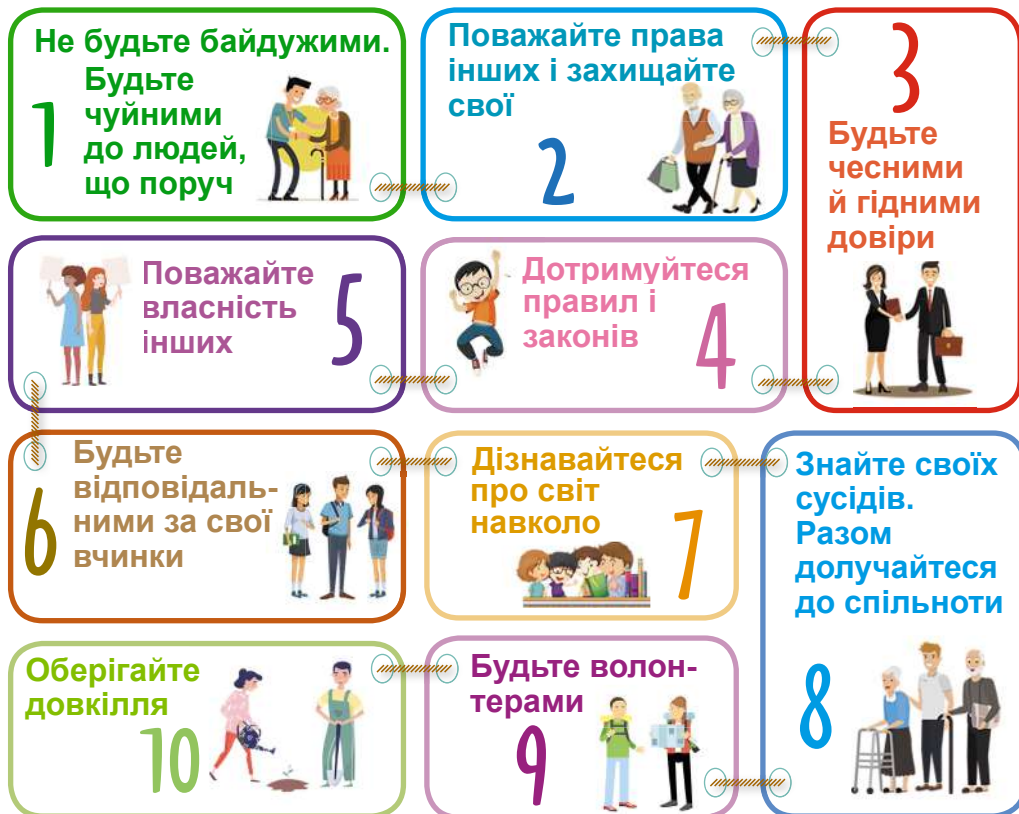 Не будьте байдужими.
1
Будьте
чуйними
до людей,
що поруч
Поважайте права
інших і захищайте
свої
2
3
Будьте
чесними
й гідними
довіри
Дотримуйтеся
правил і
законів
4
Поважайте
власність
інших
5
6
Будьте
відповідаль-
ними за свої
вчинки
Дізнавайтеся
про світ
навколо
7
Знайте своїх
сусідів.
Разом
долучайтеся
до спільноти
8
Будьте волон-
терами
9
Оберігайте
довкілля
10